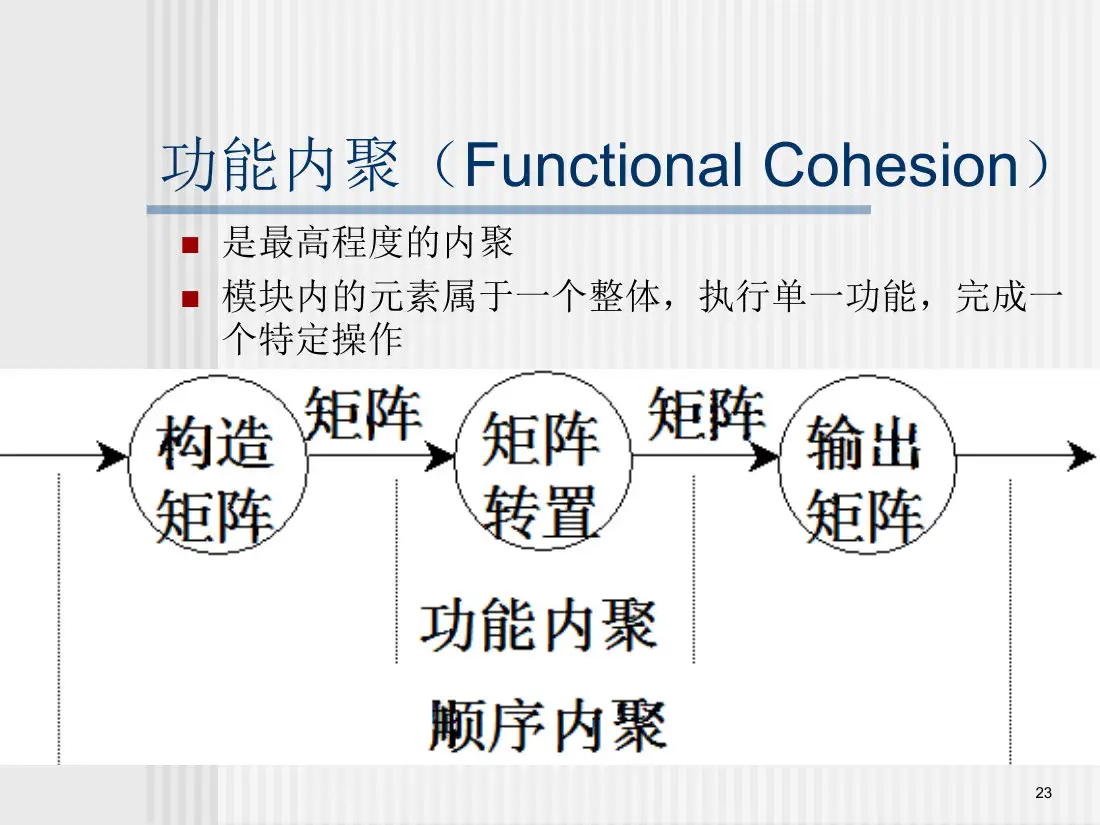 功能内聚（Functional Cohesion）
是最高程度的内聚
模块内的元素属于一个整体，执行单一功能，完成一
个特定操作
构造
矩阵
矩阵
矩阵
转置
矩阵
输出
矩阵
功能内聚
顺序内聚
23